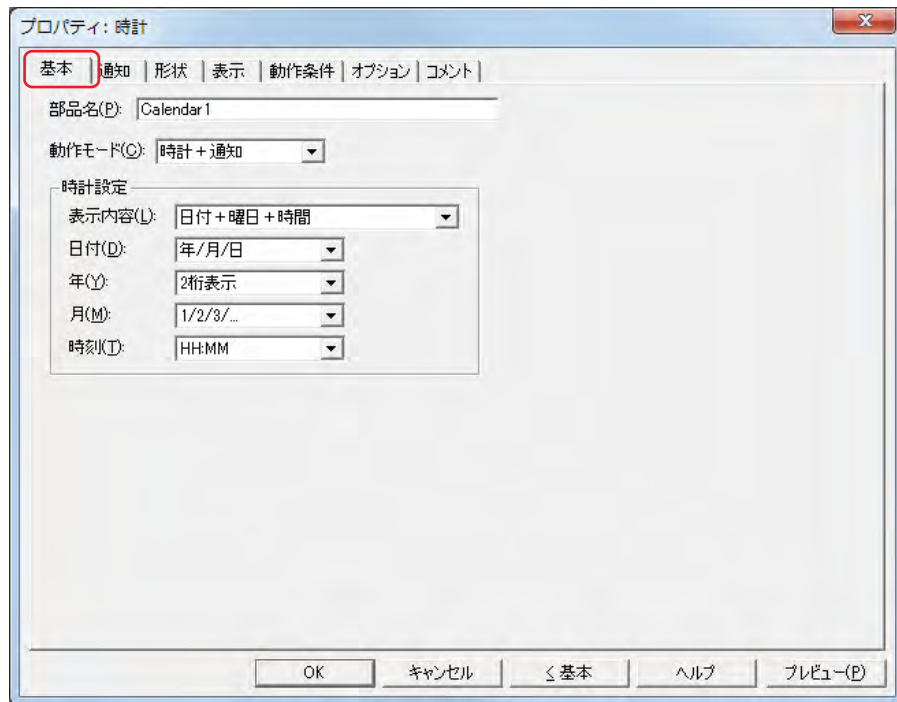 プロパティ: 時計
基本 通知 形状 表示 動作条件 オプション コメント
部品名(P): Calendar1
動作モード(C): 時計+通知
時計設定
表示内容(L): 日付+曜日+時間
日付(D): 年/月/日
年(Y): 2桁表示
月(M): 1/2/3/...
時刻(T): HH:MM
OK キャンセル < 基本 ヘルプ プレビュー(P)